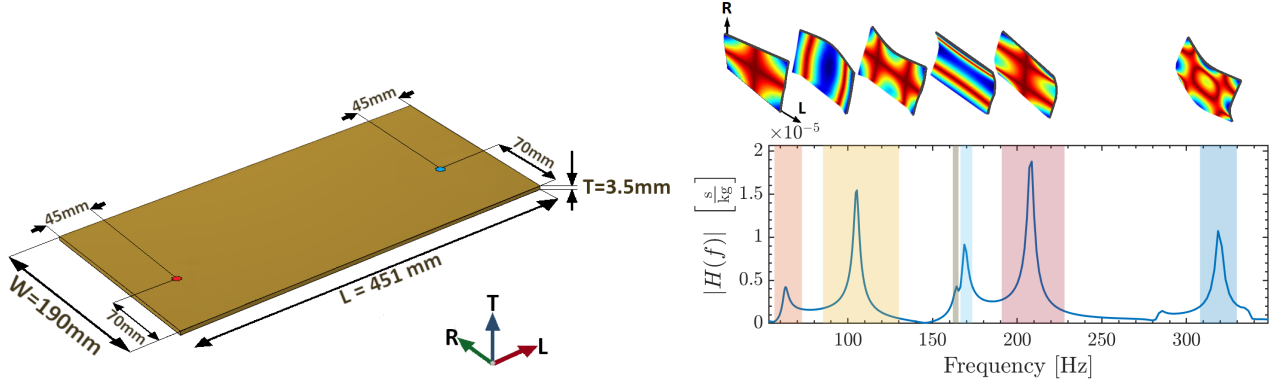 45mm
70mm
T=3.5mm
45mm
W=190mm
70mm
L = 451 mm
T
R
L
R
L
×10⁻⁵
2
1.5
1
0.5
0
|H(f)| [s/kg]
100
150
200
250
300
Frequency [Hz]